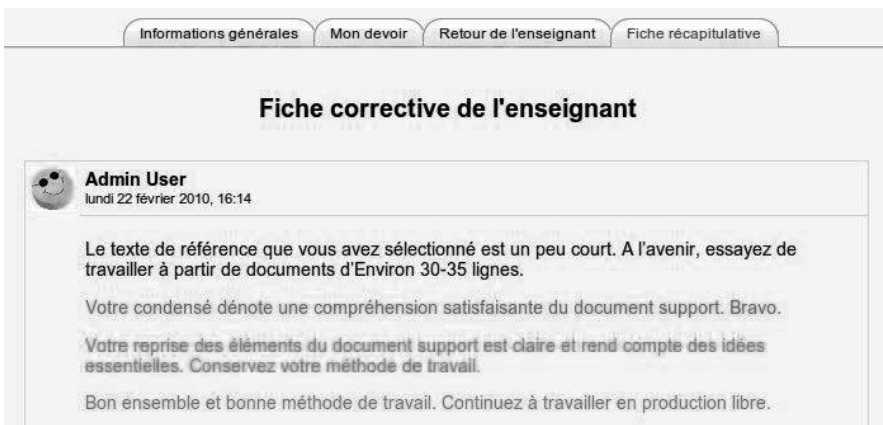 Informations générales Mon devoir Retour de l'enseignant Fiche récapitulative
Fiche corrective de l'enseignant
Admin User
lundi 22 février 2010, 16:14
Le texte de référence que vous avez sélectionné est un peu court. A l'avenir, essayez de
travailler à partir de documents d'Environ 30-35 lignes.
Votre condensé dénote une compréhension satisfaisante du document support. Bravo.
Votre reprise des éléments du document support est claire et rend compte des idées
essentielles. Conservez votre méthode de travail.
Bon ensemble et bonne méthode de travail. Continuez à travailler en production libre.